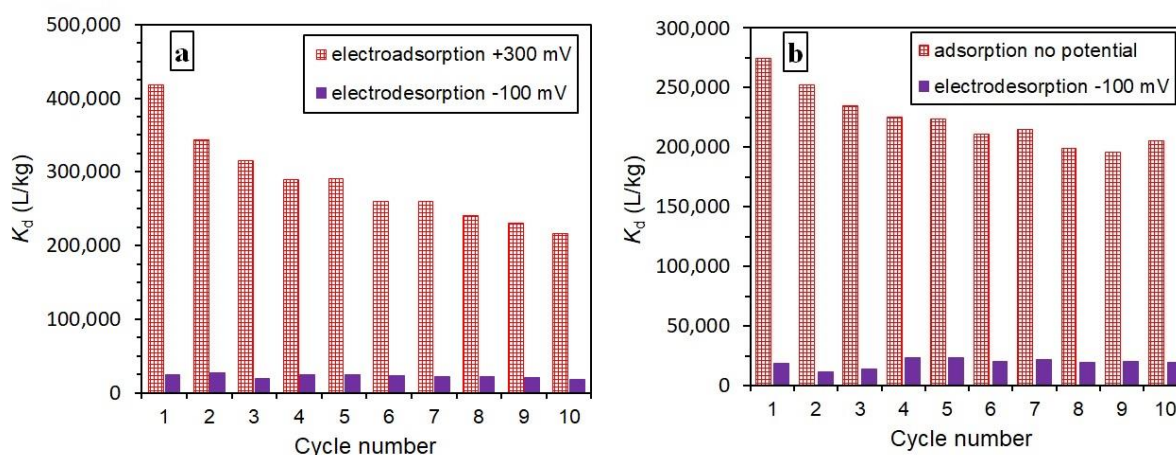 a
electroadsorption +300 mV
electrodesorption -100 mV
500,000
400,000
300,000
200,000
100,000
0
K_d (L/kg)
1 2 3 4 5 6 7 8 9 10
Cycle number
b
adsorption no potential
electrodesorption -100 mV
300,000
250,000
200,000
150,000
100,000
50,000
0
K_d (L/kg)
1 2 3 4 5 6 7 8 9 10
Cycle number